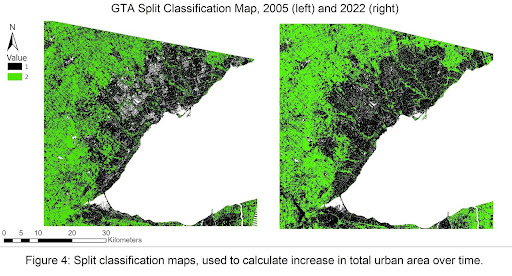 GTA Split Classification Map, 2005 (left) and 2022 (right)
N
Value
1
2
0 5 10 20 30
Kilometers
Figure 4: Split classification maps, used to calculate increase in total urban area over time.